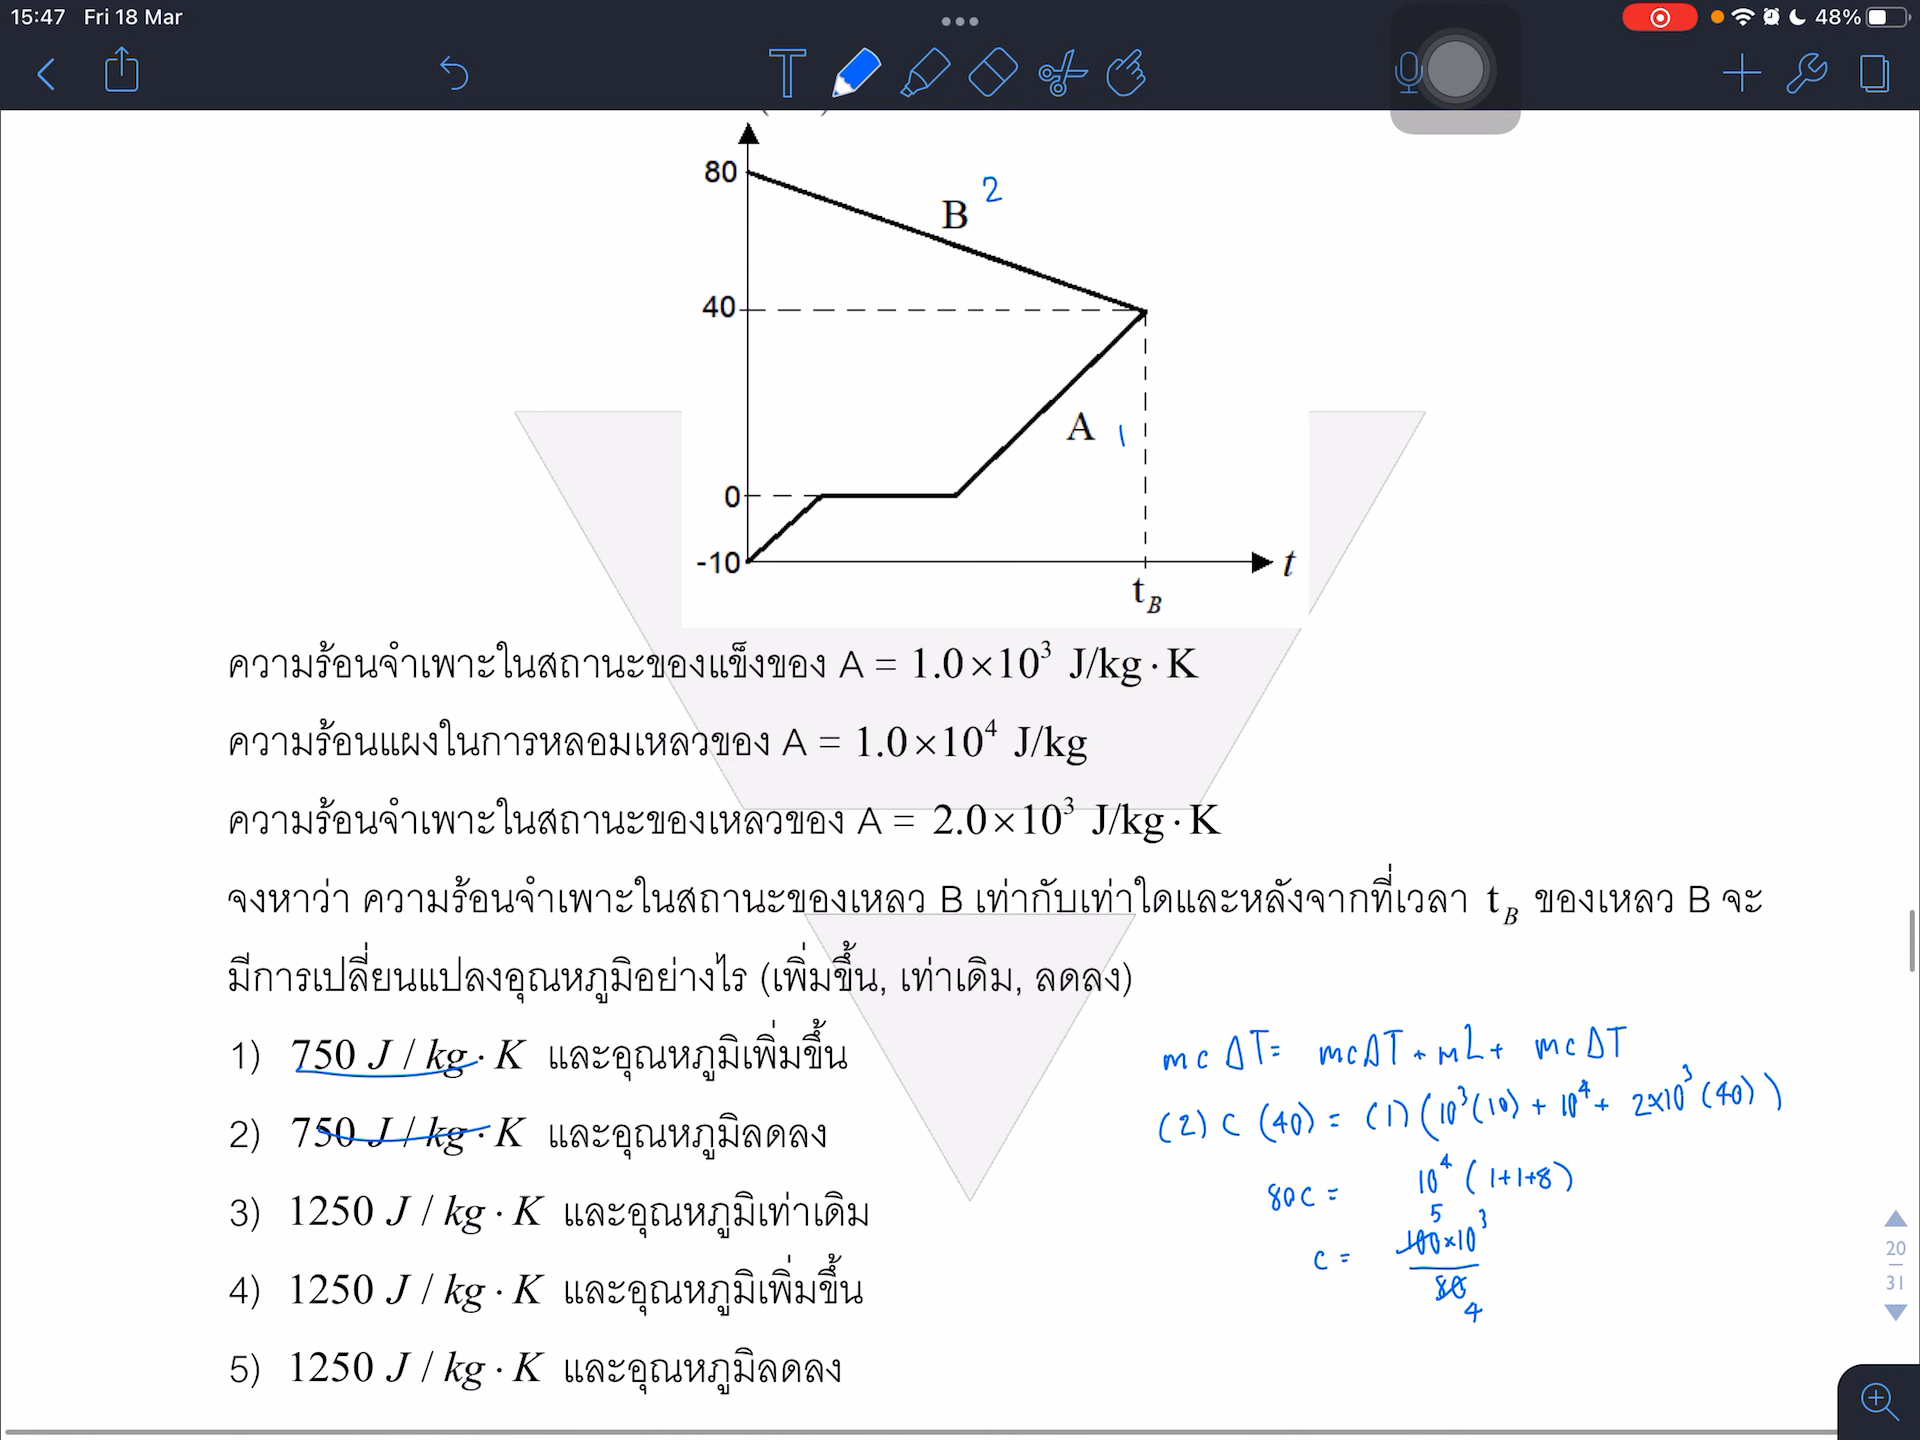 15:47 Fri 18 Mar
48%
80
B 2
40
A 1
0
-10
t
t_B
ความร้อนจำเพาะในสถานะของแข็งของ A = 1.0×10³ J/kg·K
ความร้อนแฝงในการหลอมเหลวของ A = 1.0×10⁴ J/kg
ความร้อนจำเพาะในสถานะของเหลวของ A = 2.0×10³ J/kg·K
จงหาว่า ความร้อนจำเพาะในสถานะของเหลว B เท่ากับเท่าใดและหลังจากที่เวลา t_B ของเหลว B จะ
มีการเปลี่ยนแปลงอุณหภูมิอย่างไร (เพิ่มขึ้น, เท่าเดิม, ลดลง)
1) 750 J / kg · K และอุณหภูมิเพิ่มขึ้น
2) 750 J / kg · K และอุณหภูมิลดลง
3) 1250 J / kg · K และอุณหภูมิเท่าเดิม
4) 1250 J / kg · K และอุณหภูมิเพิ่มขึ้น
5) 1250 J / kg · K และอุณหภูมิลดลง
mcΔT = mcΔT + mL + mcΔT
(2) c (40) = (1) (10³(10) + 10⁴ + 2×10³(40))
80c = 10⁴ (1+1+8)
5
c = 100×10³
80
4
20
31